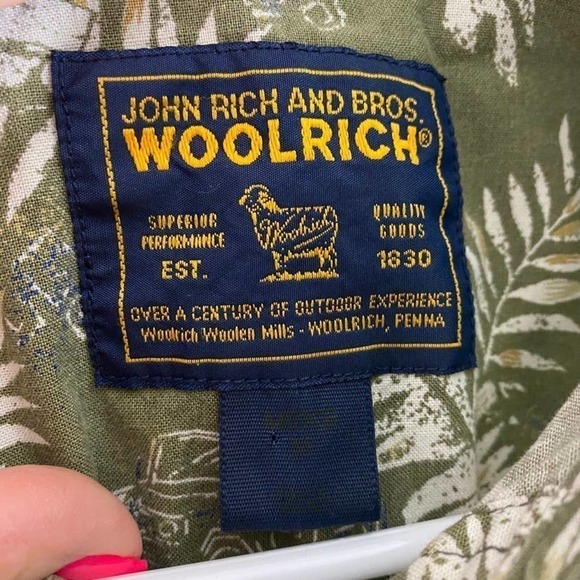 JOHN RICH AND BROS.
WOOLRICH®
SUPERIOR PERFORMANCE
Woolrich
QUALITY GOODS
EST. 1830
OVER A CENTURY OF OUTDOOR EXPERIENCE
Woolrich Woolen Mills - WOOLRICH, PENNA